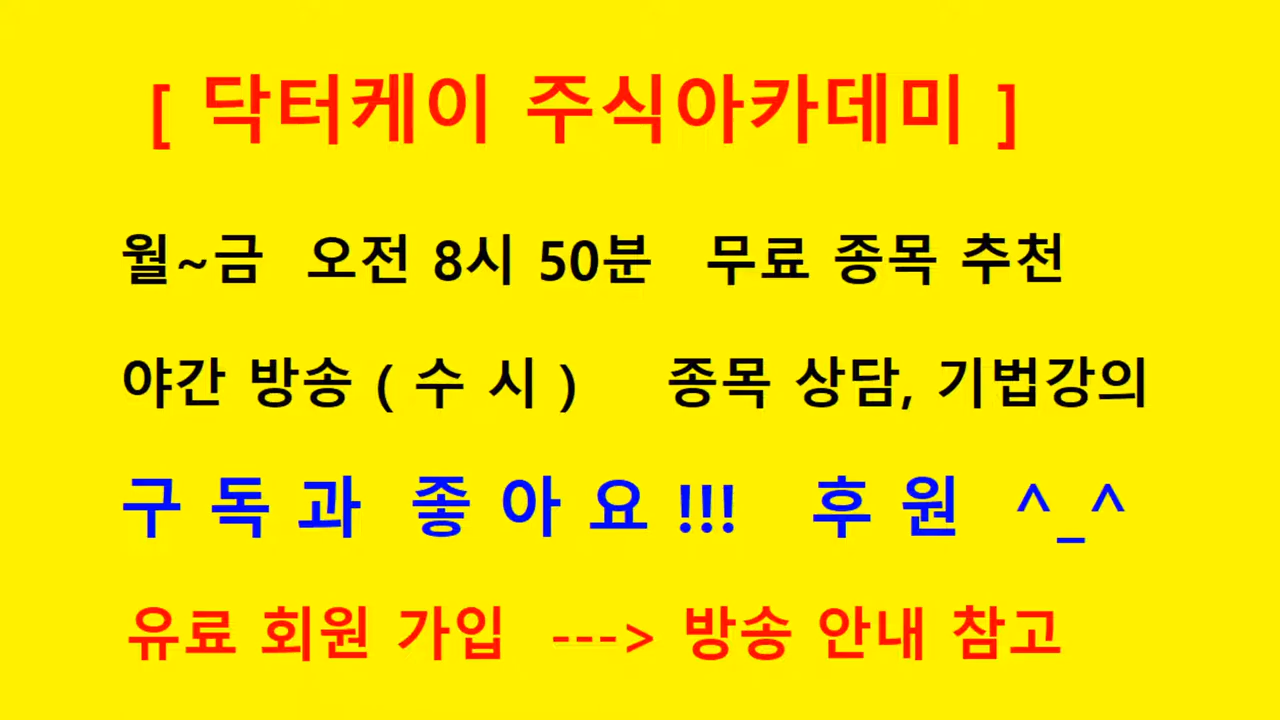 [ 닥터케이 주식아카데미 ]
월~금 오전 8시 50분 무료 종목 추천
야간 방송 ( 수 시 ) 종목 상담, 기법강의
구 독 과 좋 아 요 !!! 후 원 ^_^
유료 회원 가입 ---> 방송 안내 참고